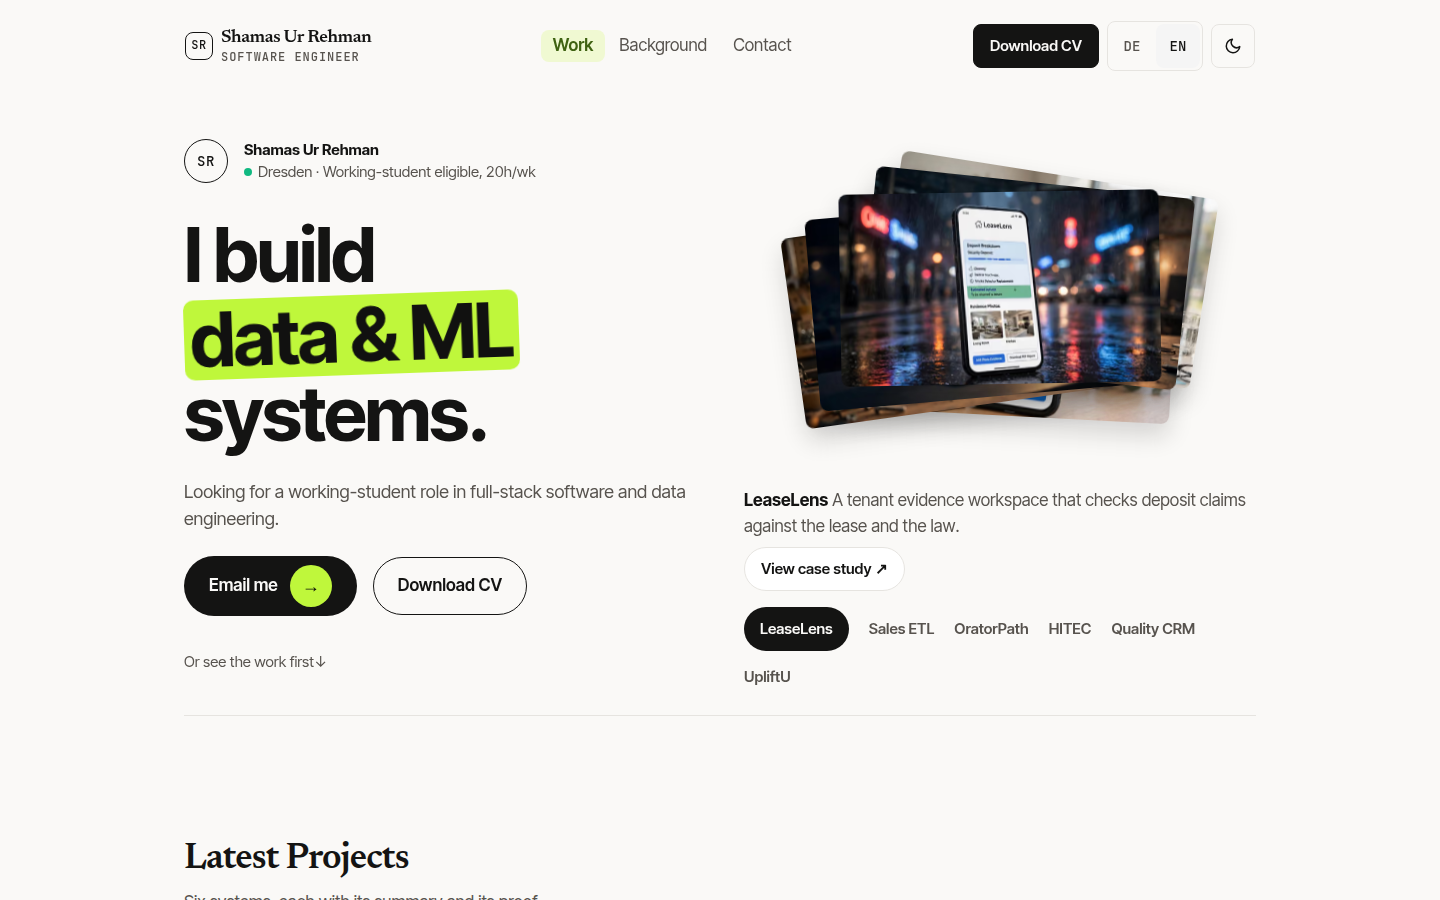 SR
Shamas Ur Rehman
SOFTWARE ENGINEER
Work
Background
Contact
Download CV
DE
EN
SR
Shamas Ur Rehman
Dresden · Working-student eligible, 20h/wk
I build
data & ML
systems.
Looking for a working-student role in full-stack software and data
engineering.
Email me →
Download CV
Or see the work first↓
LeaseLens
LeaseLens A tenant evidence workspace that checks deposit claims
against the lease and the law.
View case study ↗
LeaseLens
Sales ETL
OratorPath
HITEC
Quality CRM
UpliftU
Latest Projects